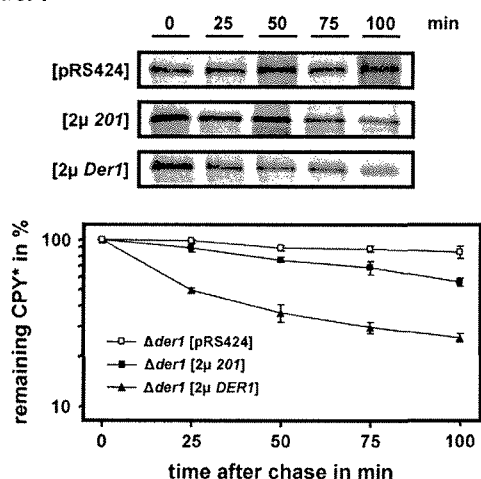 0 25 50 75 100 min
[pRS424]
[2µ 201]
[2µ Der1]
remaining CPY* in %
100
10
Δder1 [pRS424]
Δder1 [2µ 201]
Δder1 [2µ DER1]
0 25 50 75 100
time after chase in min